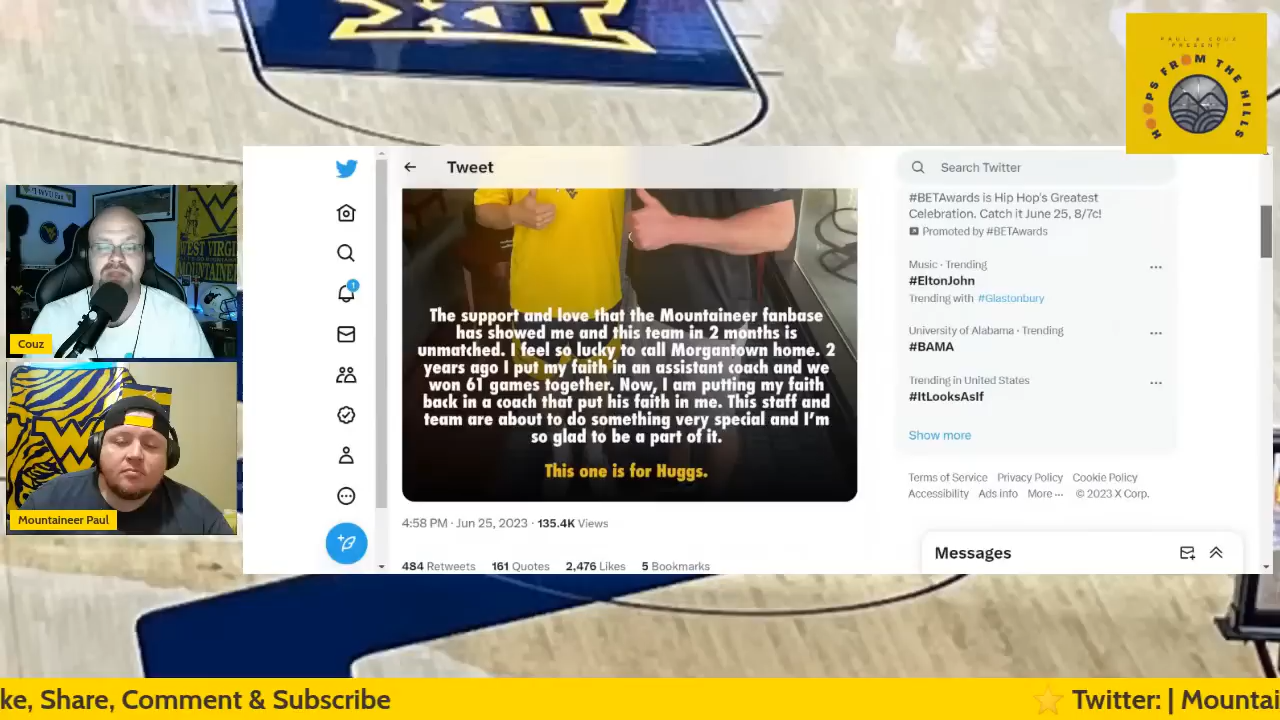 PAUL & COUZ
PRESENT
HOOPS FROM THE HILLS
Tweet
Search Twitter
#BETAwards is Hip Hop's Greatest
Celebration. Catch it June 25, 8/7c!
Promoted by #BETAwards
Music · Trending
#EltonJohn
Trending with #Glastonbury
University of Alabama · Trending
#BAMA
Trending in United States
#ItLooksAsIf
Show more
Terms of Service Privacy Policy Cookie Policy
Accessibility Ads info More ··· © 2023 X Corp.
Messages
1
The support and love that the Mountaineer fanbase
has showed me and this team in 2 months is
unmatched. I feel so lucky to call Morgantown home. 2
years ago I put my faith in an assistant coach and we
won 61 games together. Now, I am putting my faith
back in a coach that put his faith in me. This staff and
team are about to do something very special and I'm
so glad to be a part of it.
This one is for Huggs.
4:58 PM · Jun 25, 2023 · 135.4K Views
484 Retweets 161 Quotes 2,476 Likes 5 Bookmarks
WEST VIRGINIA
MOUNTAINEER
Couz
Mountaineer Paul
ke, Share, Comment & Subscribe
Twitter: | Mountai